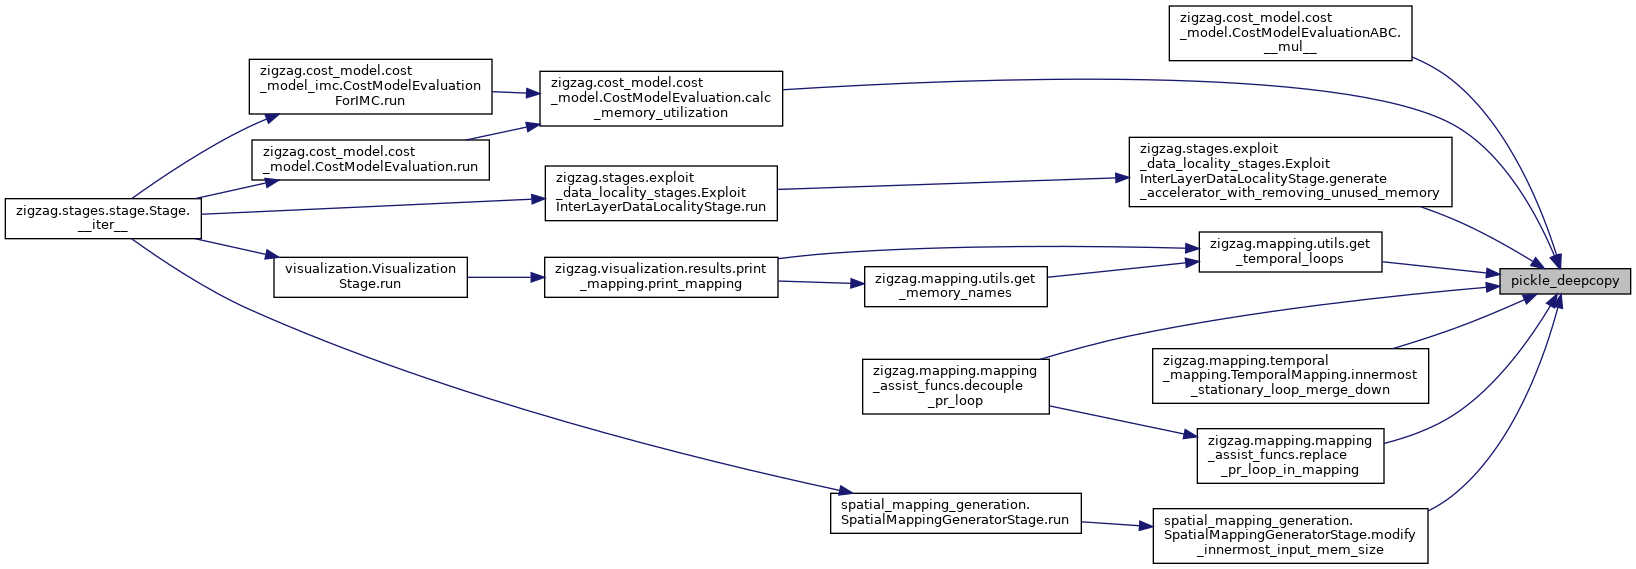 zigzag.cost_model.cost
_model.CostModelEvaluationABC.
__mul__
zigzag.cost_model.cost
_model_imc.CostModelEvaluation
ForIMC.run
zigzag.cost_model.cost
_model.CostModelEvaluation.calc
_memory_utilization
zigzag.cost_model.cost
_model.CostModelEvaluation.run
zigzag.stages.exploit
_data_locality_stages.Exploit
InterLayerDataLocalityStage.generate
_accelerator_with_removing_unused_memory
zigzag.stages.exploit
_data_locality_stages.Exploit
InterLayerDataLocalityStage.run
zigzag.stages.stage.Stage.
__iter__
zigzag.mapping.utils.get
_temporal_loops
visualization.Visualization
Stage.run
zigzag.visualization.results.print
_mapping.print_mapping
zigzag.mapping.utils.get
_memory_names
pickle_deepcopy
zigzag.mapping.mapping
_assist_funcs.decouple
_pr_loop
zigzag.mapping.temporal
_mapping.TemporalMapping.innermost
_stationary_loop_merge_down
zigzag.mapping.mapping
_assist_funcs.replace
_pr_loop_in_mapping
spatial_mapping_generation.
SpatialMappingGeneratorStage.run
spatial_mapping_generation.
SpatialMappingGeneratorStage.modify
_innermost_input_mem_size